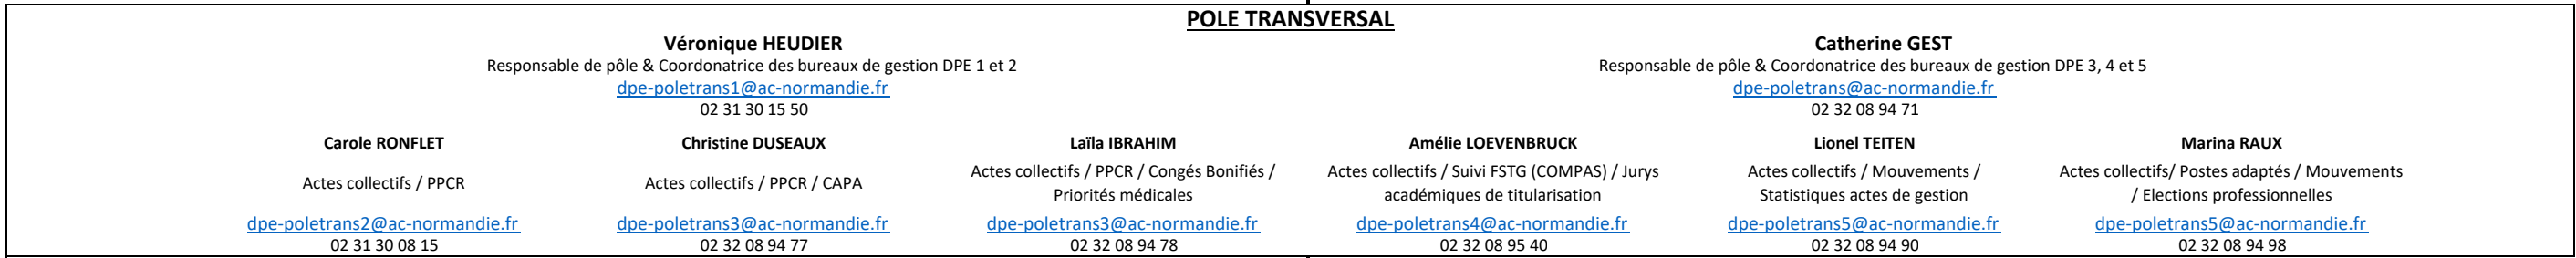 POLE TRANSVERSAL
Véronique HEUDIER
Responsable de pôle & Coordonatrice des bureaux de gestion DPE 1 et 2
dpe-poletrans1@ac-normandie.fr
02 31 30 15 50
Catherine GEST
Responsable de pôle & Coordonatrice des bureaux de gestion DPE 3, 4 et 5
dpe-poletrans@ac-normandie.fr
02 32 08 94 71
Carole RONFLET
Actes collectifs / PPCR
dpe-poletrans2@ac-normandie.fr
02 31 30 08 15
Christine DUSEAUX
Actes collectifs / PPCR / CAPA
dpe-poletrans3@ac-normandie.fr
02 32 08 94 77
Laïla IBRAHIM
Actes collectifs / PPCR / Congés Bonifiés /
Priorités médicales
dpe-poletrans3@ac-normandie.fr
02 32 08 94 78
Amélie LOEVENBRUCK
Actes collectifs / Suivi FSTG (COMPAS) / Jurys
académiques de titularisation
dpe-poletrans4@ac-normandie.fr
02 32 08 95 40
Lionel TEITEN
Actes collectifs / Mouvements /
Statistiques actes de gestion
dpe-poletrans5@ac-normandie.fr
02 32 08 94 90
Marina RAUX
Actes collectifs/ Postes adaptés / Mouvements
/ Elections professionnelles
dpe-poletrans5@ac-normandie.fr
02 32 08 94 98